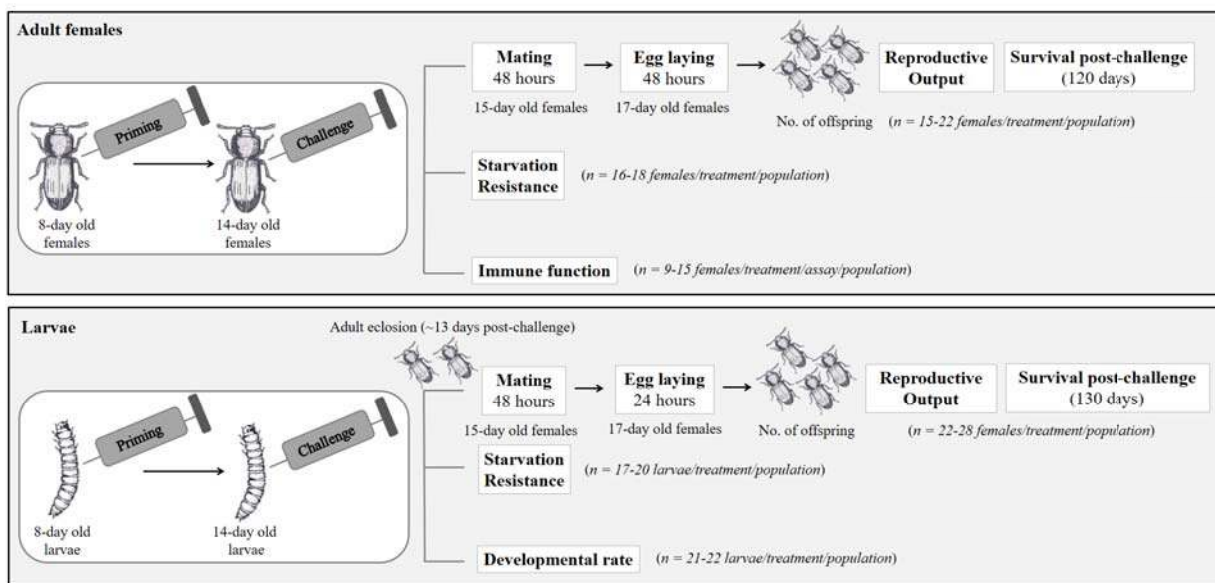 Adult females
Priming
Challenge
8-day old
females
14-day old
females
Mating
48 hours
15-day old females
Egg laying
48 hours
17-day old females
No. of offspring
Reproductive
Output
Survival post-challenge
(120 days)
(n = 15-22 females/treatment/population)
Starvation
Resistance
(n = 16-18 females/treatment/population)
Immune function
(n = 9-15 females/treatment/assay/population)
Larvae
Adult eclosion (~13 days post-challenge)
Priming
Challenge
8-day old
larvae
14-day old
larvae
Mating
48 hours
15-day old females
Egg laying
24 hours
17-day old females
No. of offspring
Reproductive
Output
Survival post-challenge
(130 days)
(n = 22-28 females/treatment/population)
Starvation
Resistance
(n = 17-20 larvae/treatment/population)
Developmental rate
(n = 21-22 larvae/treatment/population)